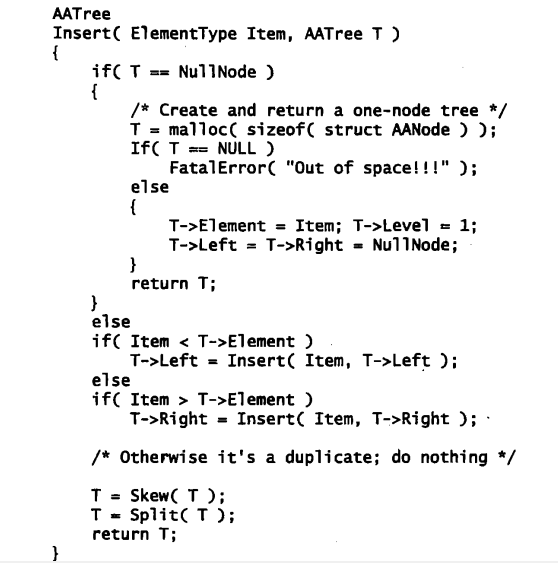 AATree
Insert( ElementType Item, AATree T )
{
if( T == NullNode )
{
/* Create and return a one-node tree */
T = malloc( sizeof( struct AANode ) );
If( T == NULL )
FatalError( "Out of space!!!" );
else
{
T->Element = Item; T->Level = 1;
T->Left = T->Right = NullNode;
}
return T;
}
else
if( Item < T->Element )
T->Left = Insert( Item, T->Left );
else
if( Item > T->Element )
T->Right = Insert( Item, T->Right );
/* Otherwise it's a duplicate; do nothing */
T = Skew( T );
T = Split( T );
return T;
}